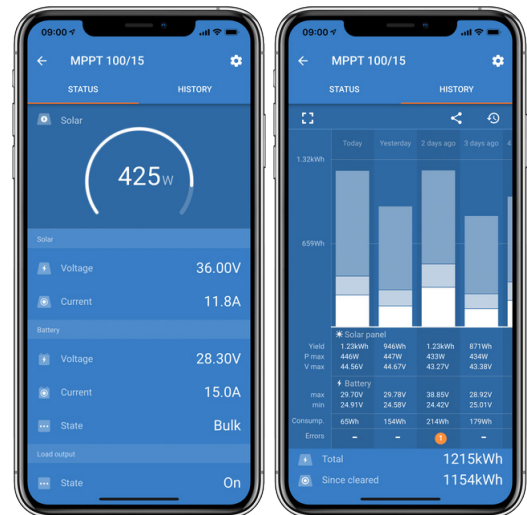 09:00
MPPT 100/15
STATUS HISTORY
Solar
425W
Solar
Voltage 36.00V
Current 11.8A
Battery
Voltage 28.30V
Current 15.0A
State Bulk
Load output
State On
09:00
MPPT 100/15
STATUS HISTORY
Today Yesterday 2 days ago 3 days ago 4
1.32kWh
659Wh
Solar panel
Yield 1.23kWh 946Wh 1.23kWh 871Wh
P max 446W 447W 433W 434W
V max 44.56V 44.67V 43.27V 43.38V
Battery
max 29.70V 29.78V 38.85V 28.92V
min 24.91V 24.58V 24.42V 25.01V
Consump. 65Wh 154Wh 214Wh 179Wh
Errors - - 1 -
Total 1215kWh
Since cleared 1154kWh